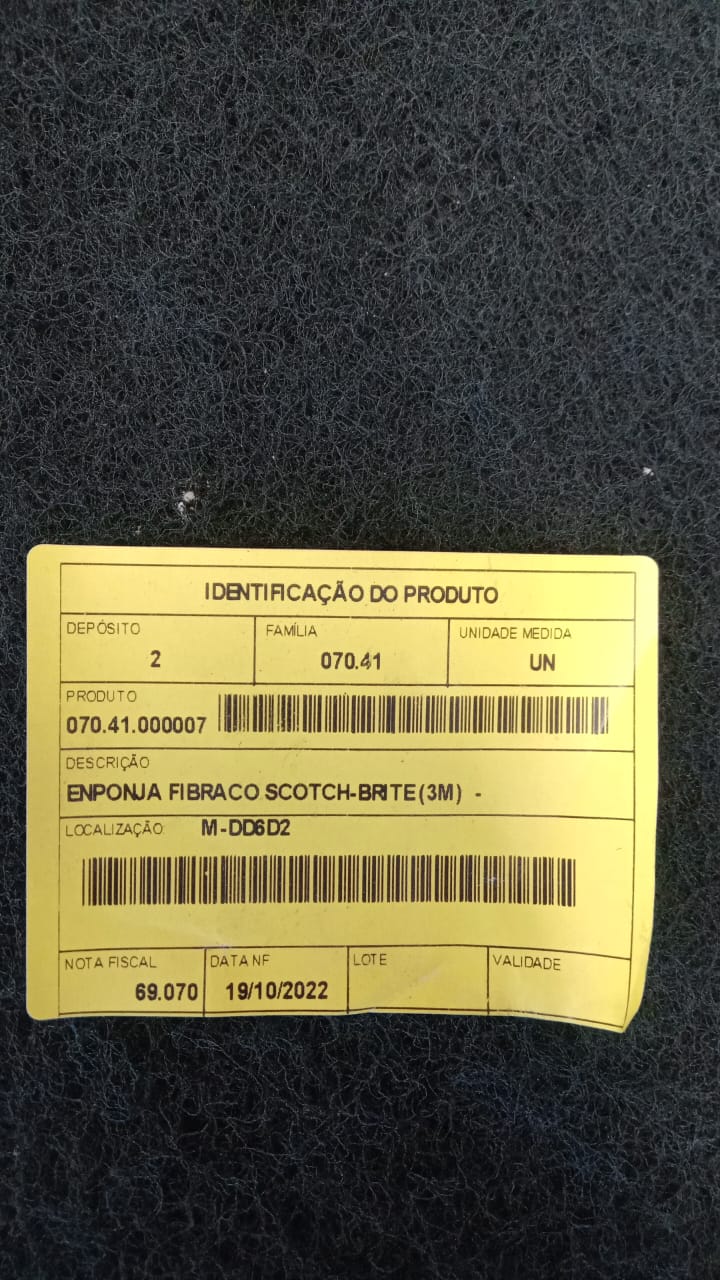 IDENTIFICAÇÃO DO PRODUTO
DEPÓSITO FAMÍLIA UNIDADE MEDIDA
2 070.41 UN
PRODUTO
070.41.000007
DESCRIÇÃO
ENPONJA FIBRACO SCOTCH-BRITE(3M) -
LOCALIZAÇÃO: M-DD6D2
NOTA FISCAL DATA NF LOTE VALIDADE
69.070 19/10/2022